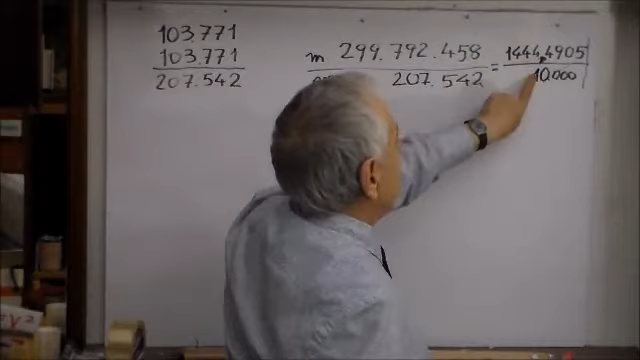 103.771
103.771
207.542
m 299.792.458 = 1444,4905
207.542 10.000